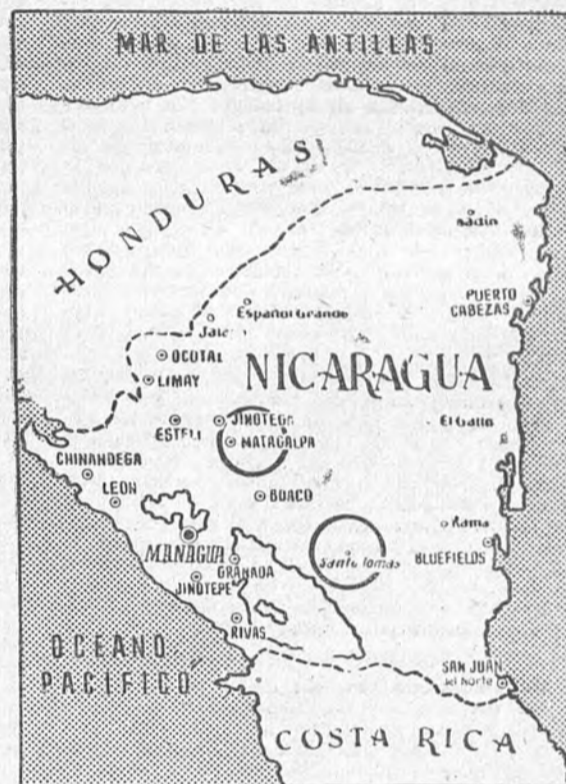 MAR DE LAS ANTILLAS
HONDURAS
PUERTO
CABEZAS
Español Grande
OCOTAL
NICARAGUA
LIMAY
ESTELI
JINOTEGA
MATAGALPA
El Gallo
CHINANDEGA
LEON
BOACO
Rama
MANAGUA
Santo Tomas
BLUEFIELDS
GRANADA
JINOTEPE
RIVAS
OCEANO
PACIFICO
SAN JUAN
del Norte
COSTA RICA